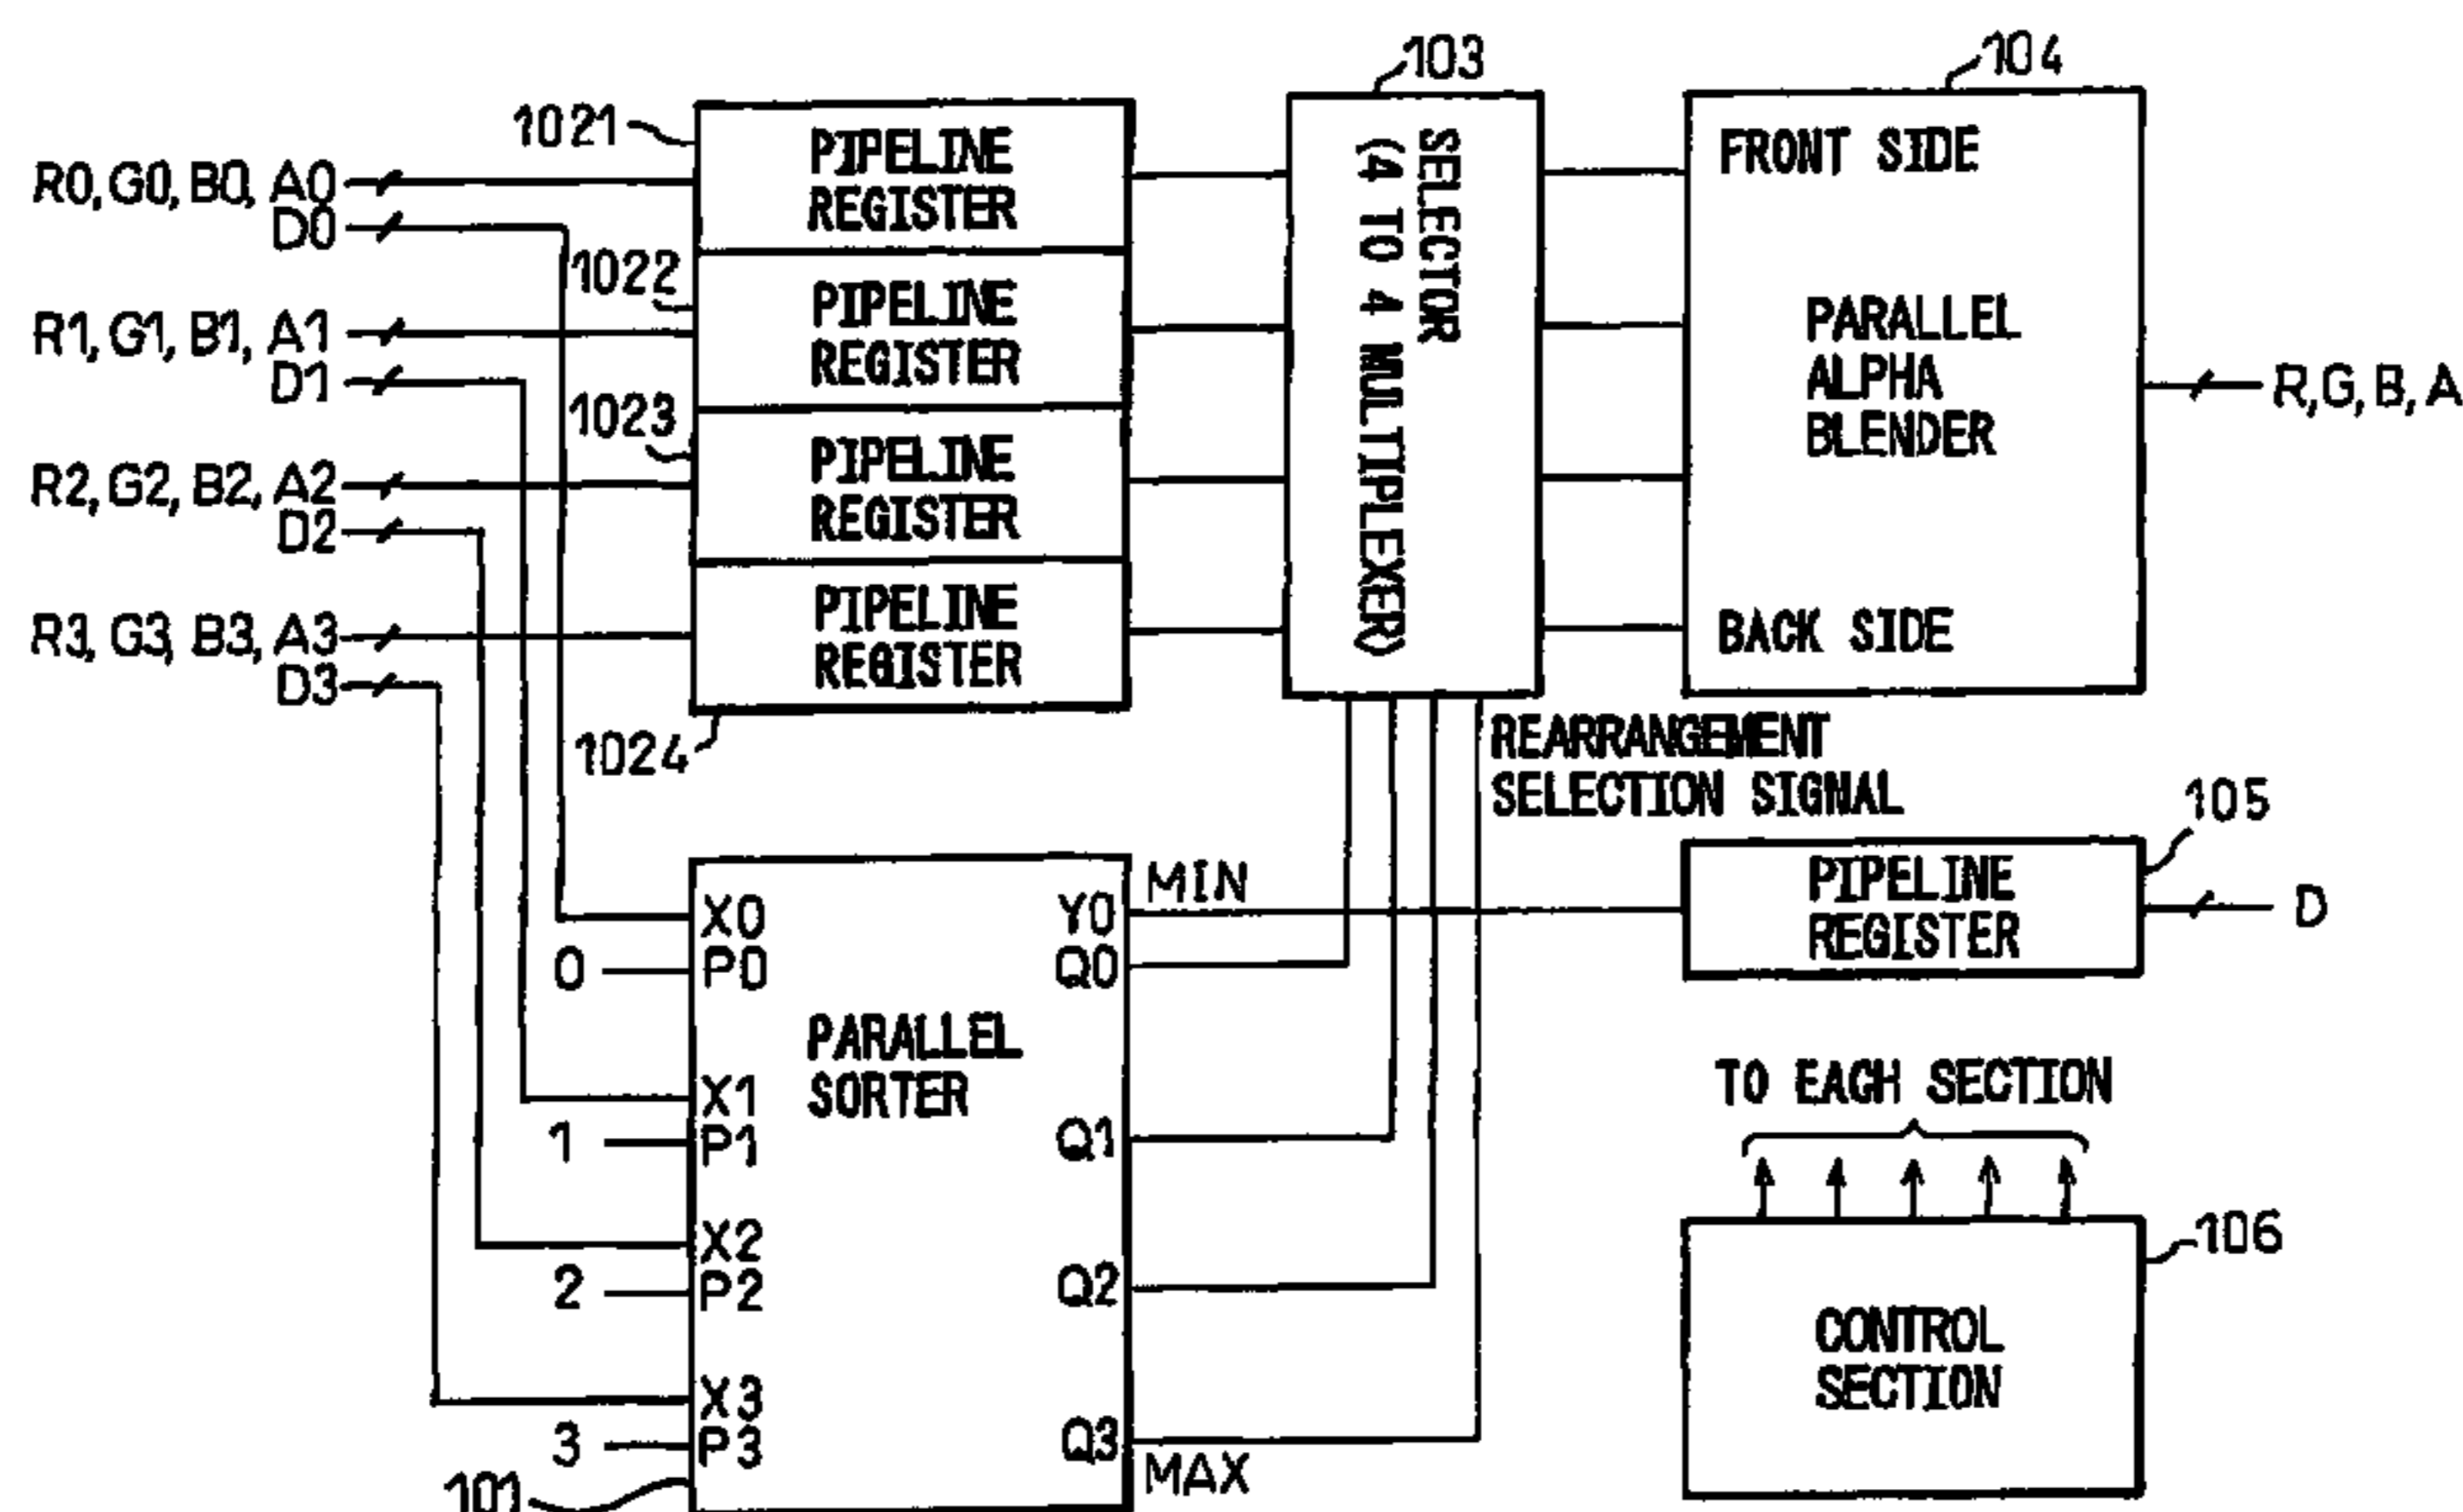 103
104
1021
R0, G0, B0, A0
D0
PIPELINE
REGISTER
1022
R1, G1, B1, A1
D1
PIPELINE
REGISTER
1023
R2, G2, B2, A2
D2
PIPELINE
REGISTER
R3, G3, B3, A3
D3
PIPELINE
REGISTER
1024
SELECTOR
(4 TO 4 MULTIPLEXER)
FRONT SIDE
PARALLEL
ALPHA
BLENDER
BACK SIDE
R,G,B,A
REARRANGEMENT
SELECTION SIGNAL
X0
0
P0
PARALLEL
SORTER
X1
1
P1
X2
2
P2
X3
3
P3
101
MIN
Y0
Q0
Q1
Q2
Q3
MAX
105
PIPELINE
REGISTER
D
TO EAGH SECTION
106
CONTROL
SECTION